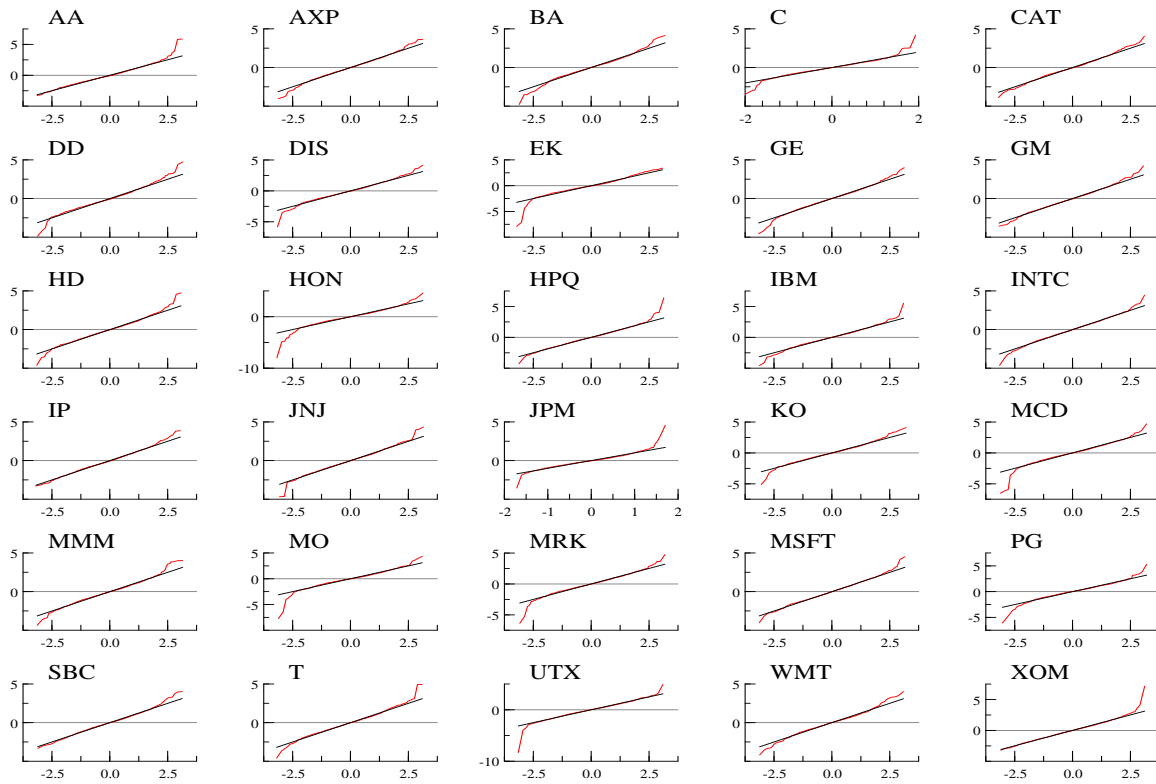 AA AXP BA C CAT
5 5 5 5 5
0 0 0 0 0
-2.5 0.0 2.5 -2.5 0.0 2.5 -2.5 0.0 2.5 -2 0 2 -2.5 0.0 2.5
DD DIS EK GE GM
5 5 5 5 5
0 0 0 0 0
-5 -5
-2.5 0.0 2.5 -2.5 0.0 2.5 -2.5 0.0 2.5 -2.5 0.0 2.5 -2.5 0.0 2.5
HD HON HPQ IBM INTC
5 5 5 5 5
0 0 0 0 0
-10
-2.5 0.0 2.5 -2.5 0.0 2.5 -2.5 0.0 2.5 -2.5 0.0 2.5 -2.5 0.0 2.5
IP JNJ JPM KO MCD
5 5 5 5 5
0 0 0 0 0
-5 -5
-2.5 0.0 2.5 -2.5 0.0 2.5 -2 -1 0 1 2 -2.5 0.0 2.5 -2.5 0.0 2.5
MMM MO MRK MSFT PG
5 5 5 5 5
0 0 0 0 0
-5 -5 -5
-2.5 0.0 2.5 -2.5 0.0 2.5 -2.5 0.0 2.5 -2.5 0.0 2.5 -2.5 0.0 2.5
SBC T UTX WMT XOM
5 5 5 5 5
0 0 0 0 0
-10
-2.5 0.0 2.5 -2.5 0.0 2.5 -2.5 0.0 2.5 -2.5 0.0 2.5 -2.5 0.0 2.5